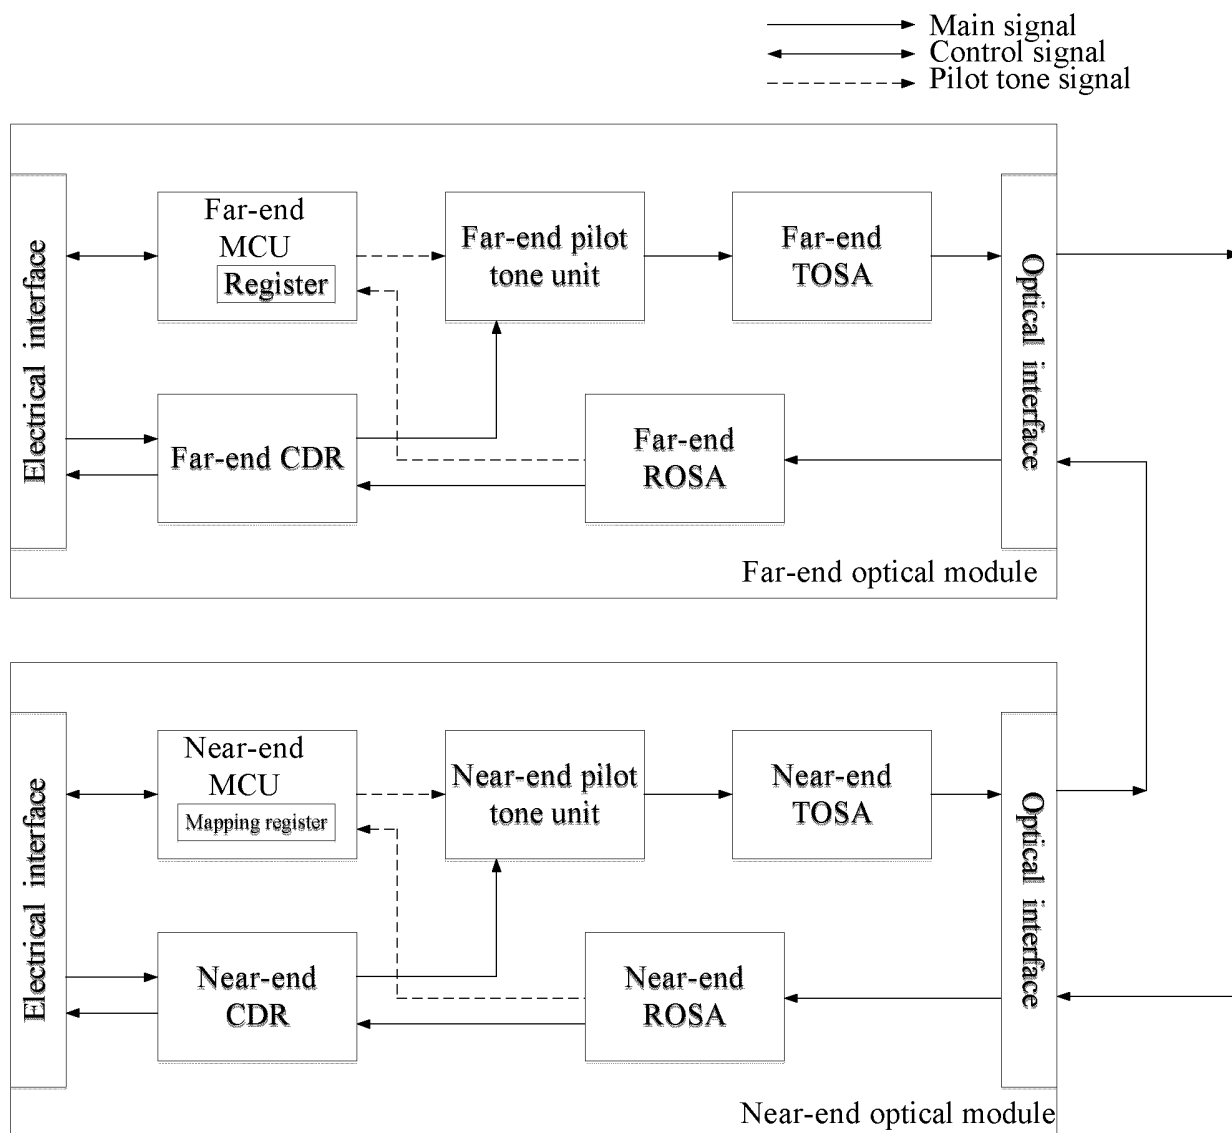 Main signal
Control signal
Pilot tone signal
Electrical interface
Far-end
MCU
Register
Far-end pilot
tone unit
Far-end
TOSA
Optical interface
Far-end CDR
Far-end
ROSA
Far-end optical module
Electrical interface
Near-end
MCU
Mapping register
Near-end pilot
tone unit
Near-end
TOSA
Optical interface
Near-end
CDR
Near-end
ROSA
Near-end optical module